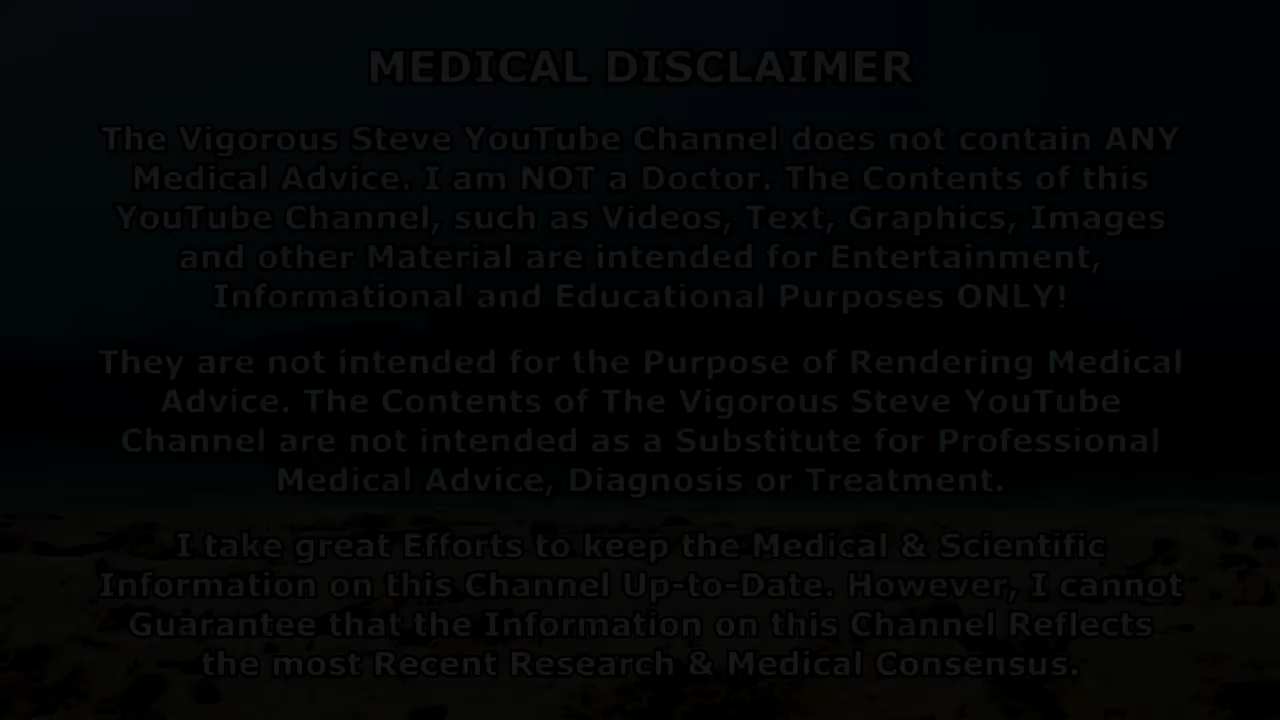 MEDICAL DISCLAIMER
The Vigorous Steve YouTube Channel does not contain ANY
Medical Advice. I am NOT a Doctor. The Contents of this
YouTube Channel, such as Videos, Text, Graphics, Images
and other Material are intended for Entertainment,
Informational and Educational Purposes ONLY!
They are not intended for the Purpose of Rendering Medical
Advice. The Contents of The Vigorous Steve YouTube
Channel are not intended as a Substitute for Professional
Medical Advice, Diagnosis or Treatment.
I take great Efforts to keep the Medical & Scientific
Information on this Channel Up-to-Date. However, I cannot
Guarantee that the Information on this Channel Reflects
the most Recent Research & Medical Consensus.